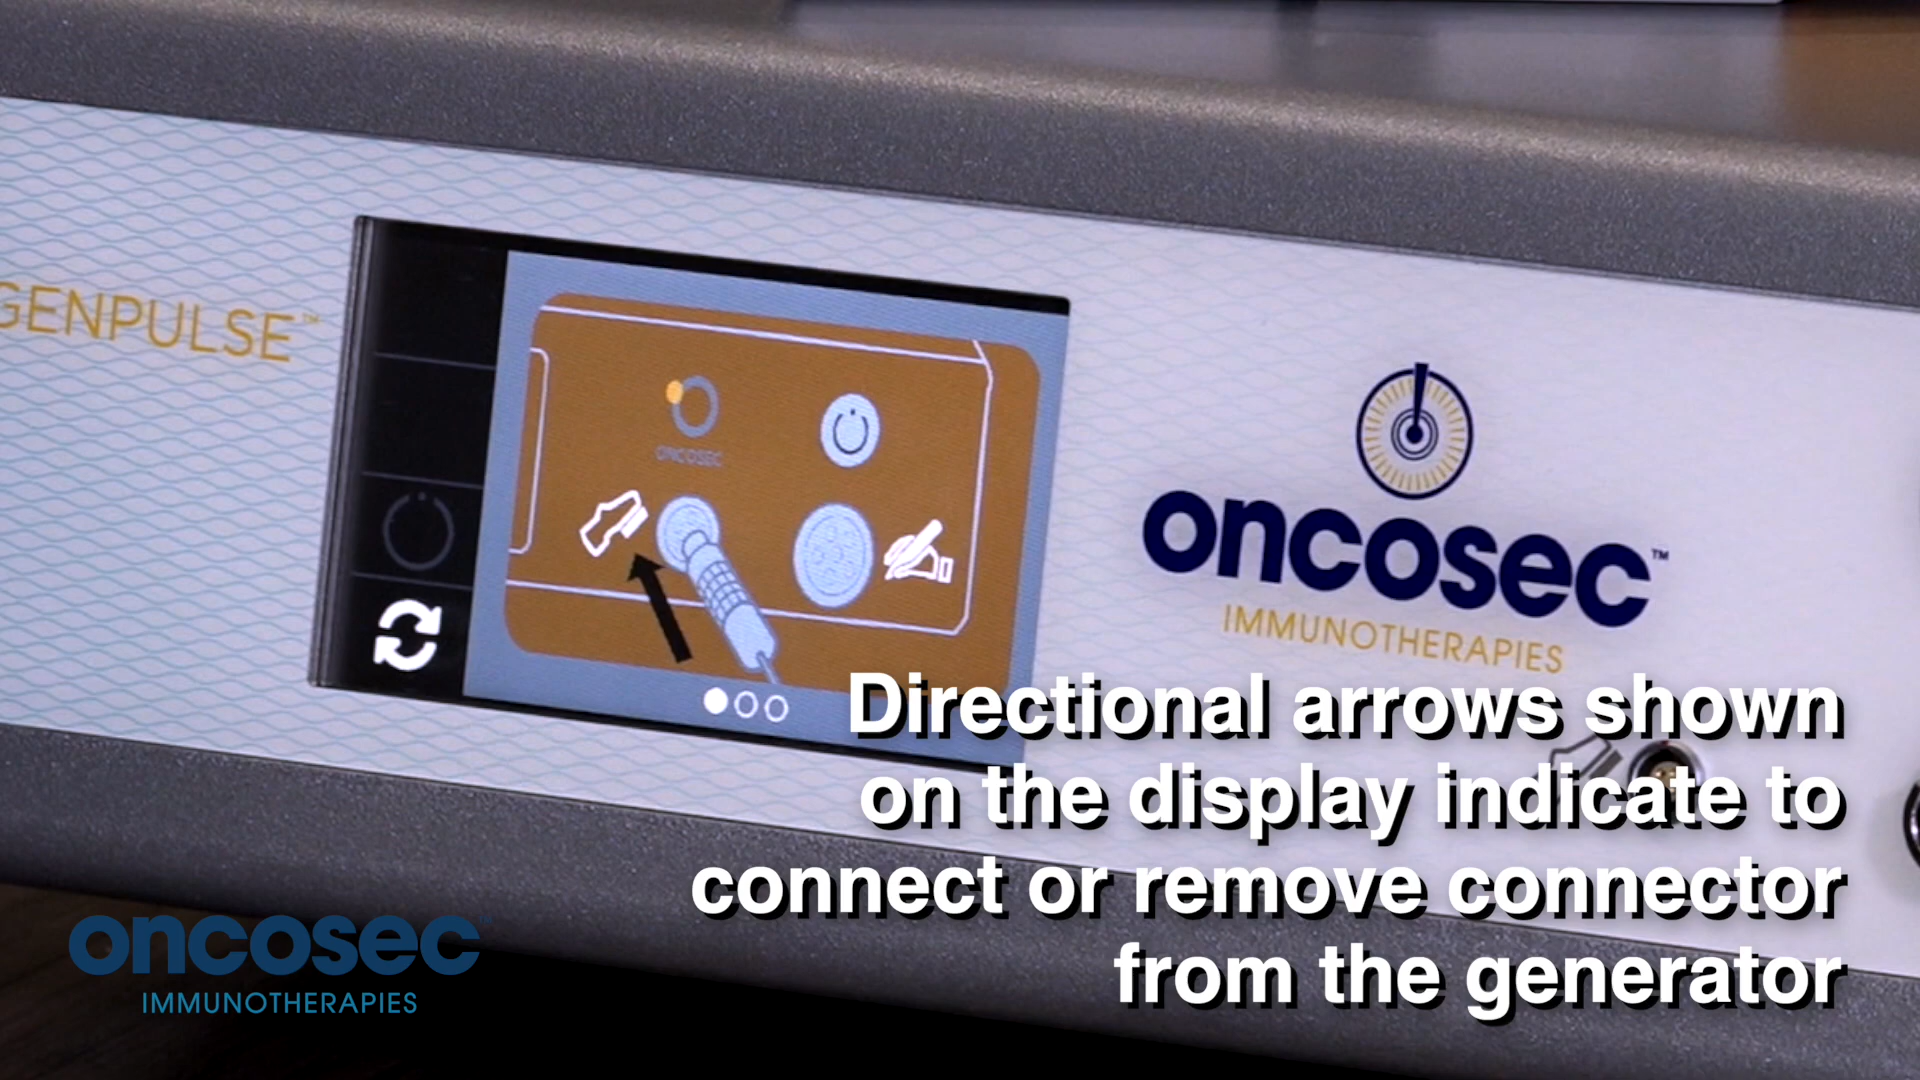 GENPULSE™
ONCOSEC
oncosec™
IMMUNOTHERAPIES
Directional arrows shown
on the display indicate to
connect or remove connector
from the generator
oncosec
IMMUNOTHERAPIES